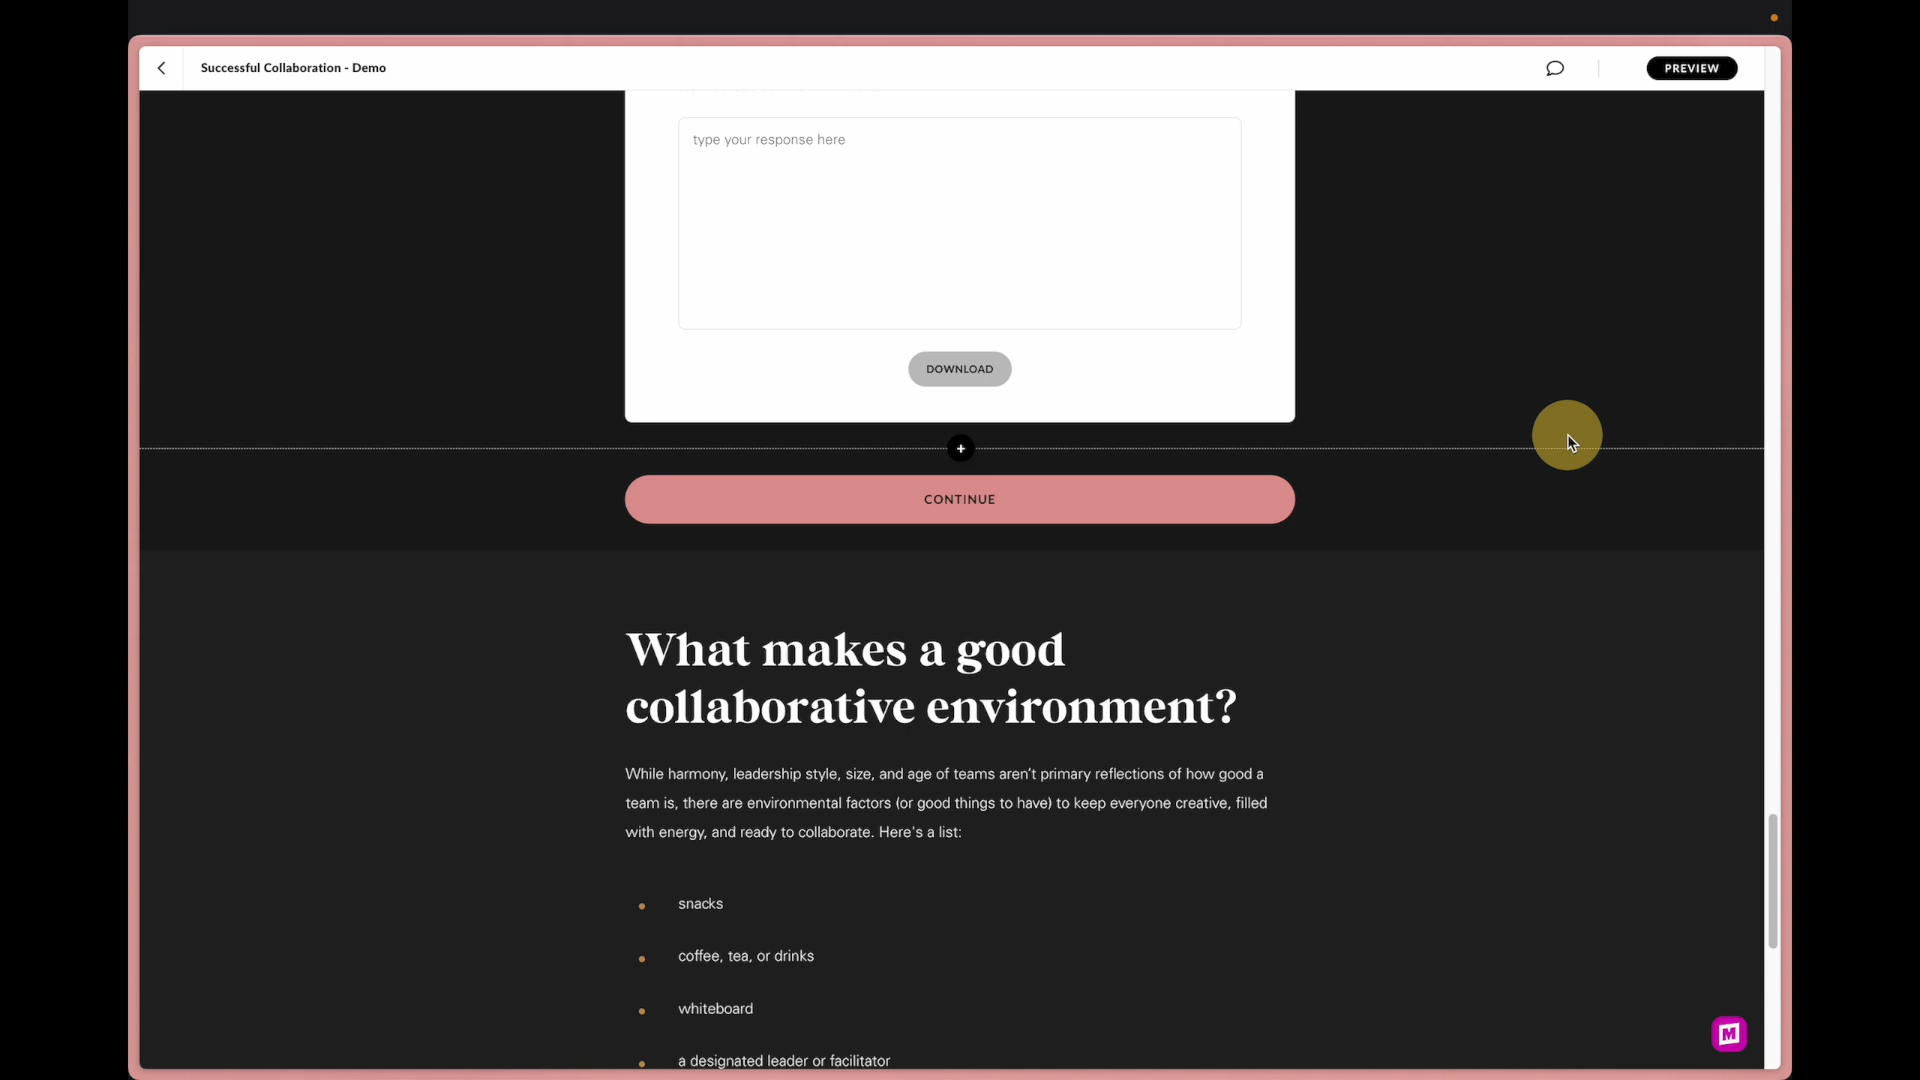 Successful Collaboration - Demo
PREVIEW
type your response here
DOWNLOAD
CONTINUE
What makes a good
collaborative environment?
While harmony, leadership style, size, and age of teams aren’t primary reflections of how good a
team is, there are environmental factors (or good things to have) to keep everyone creative, filled
with energy, and ready to collaborate. Here's a list:
snacks
coffee, tea, or drinks
whiteboard
a designated leader or facilitator
M